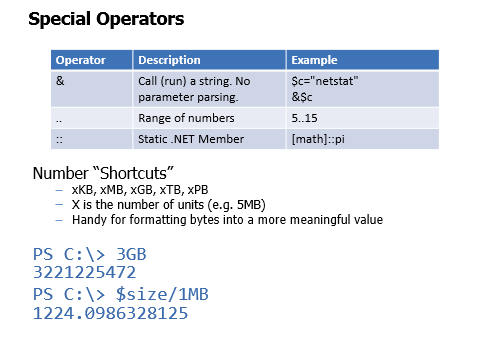 Special Operators
Operator Description Example
& Call (run) a string. No $c="netstat"
parameter parsing. &$c
.. Range of numbers 5..15
:: Static .NET Member [math]::pi
Number “Shortcuts”
– xKB, xMB, xGB, xTB, xPB
– X is the number of units (e.g. 5MB)
– Handy for formatting bytes into a more meaningful value
PS C:\> 3GB
3221225472
PS C:\> $size/1MB
1224.0986328125